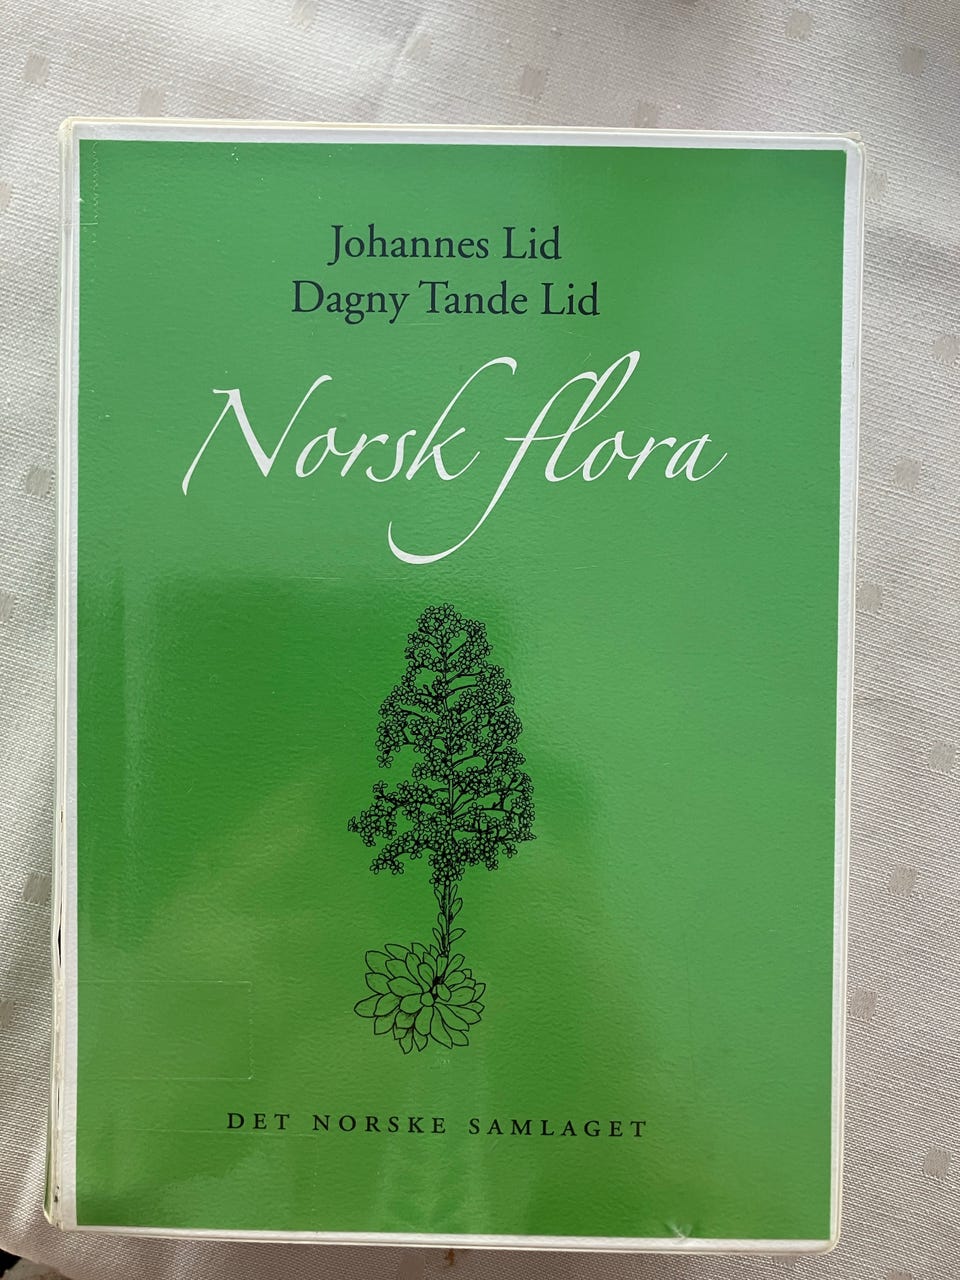 Johannes Lid
Dagny Tande Lid
Norsk flora
DET NORSKE SAMLAGET